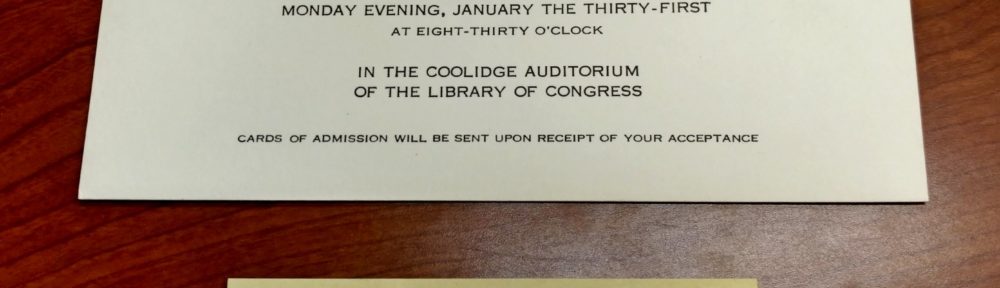 MONDAY EVENING, JANUARY THE THIRTY-FIRST
AT EIGHT-THIRTY O'CLOCK
IN THE COOLIDGE AUDITORIUM
OF THE LIBRARY OF CONGRESS
CARDS OF ADMISSION WILL BE SENT UPON RECEIPT OF YOUR ACCEPTANCE